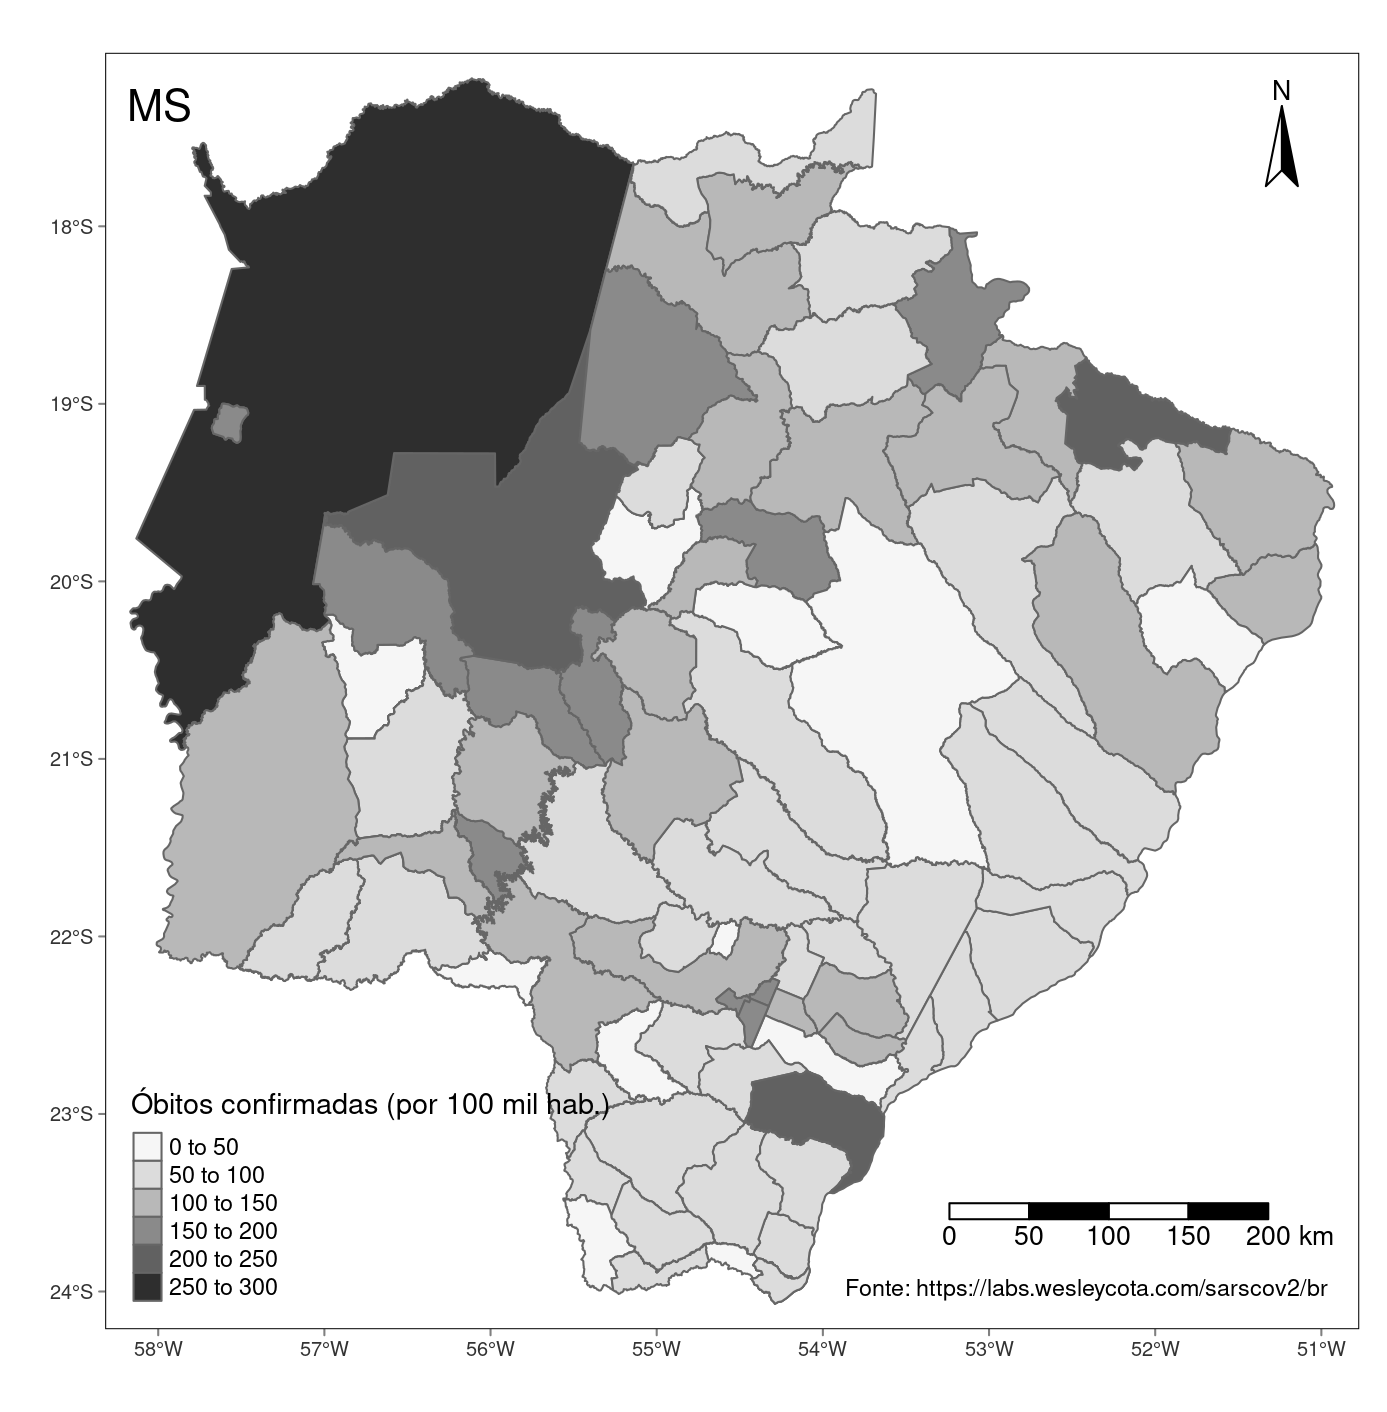 MS
N
18°S
19°S
20°S
21°S
22°S
23°S
24°S
Óbitos confirmadas (por 100 mil hab.)
0 to 50
50 to 100
100 to 150
150 to 200
200 to 250
250 to 300
0 50 100 150 200 km
Fonte: https://labs.wesleycota.com/sarscov2/br
58°W 57°W 56°W 55°W 54°W 53°W 52°W 51°W